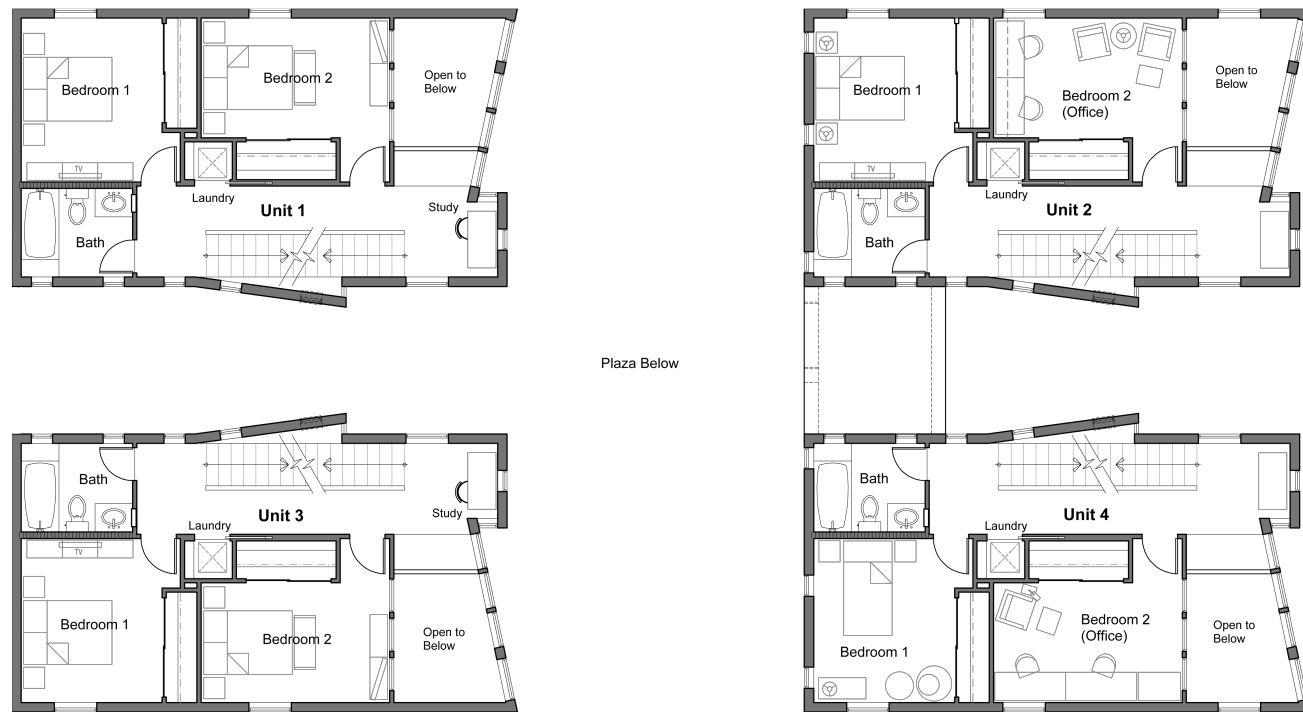 Bedroom 1
Bedroom 2
Open to
Below
TV
Laundry
Unit 1
Study
Bath
Bedroom 1
Bedroom 2
(Office)
Open to
Below
TV
Laundry
Unit 2
Bath
Plaza Below
Bath
Unit 3
Study
Laundry
TV
Bedroom 1
Bedroom 2
Open to
Below
Bath
Unit 4
Laundry
Bedroom 1
Bedroom 2
(Office)
Open to
Below